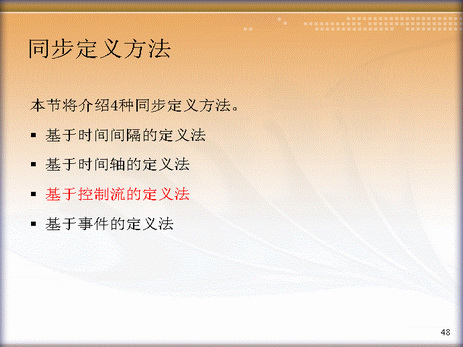 同步定义方法
本节将介绍4种同步定义方法。
▪ 基于时间间隔的定义法
▪ 基于时间轴的定义法
▪ 基于控制流的定义法
▪ 基于事件的定义法
48